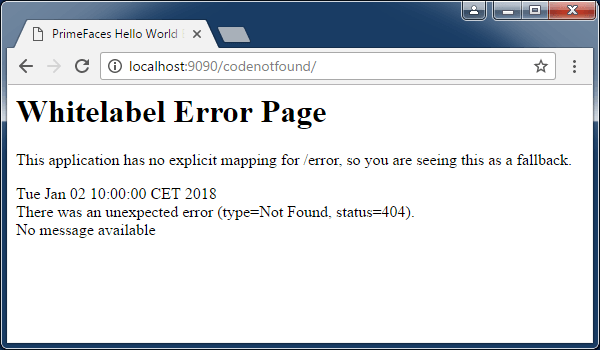 PrimeFaces Hello World
localhost:9090/codenotfound/
Whitelabel Error Page
This application has no explicit mapping for /error, so you are seeing this as a fallback.
Tue Jan 02 10:00:00 CET 2018
There was an unexpected error (type=Not Found, status=404).
No message available